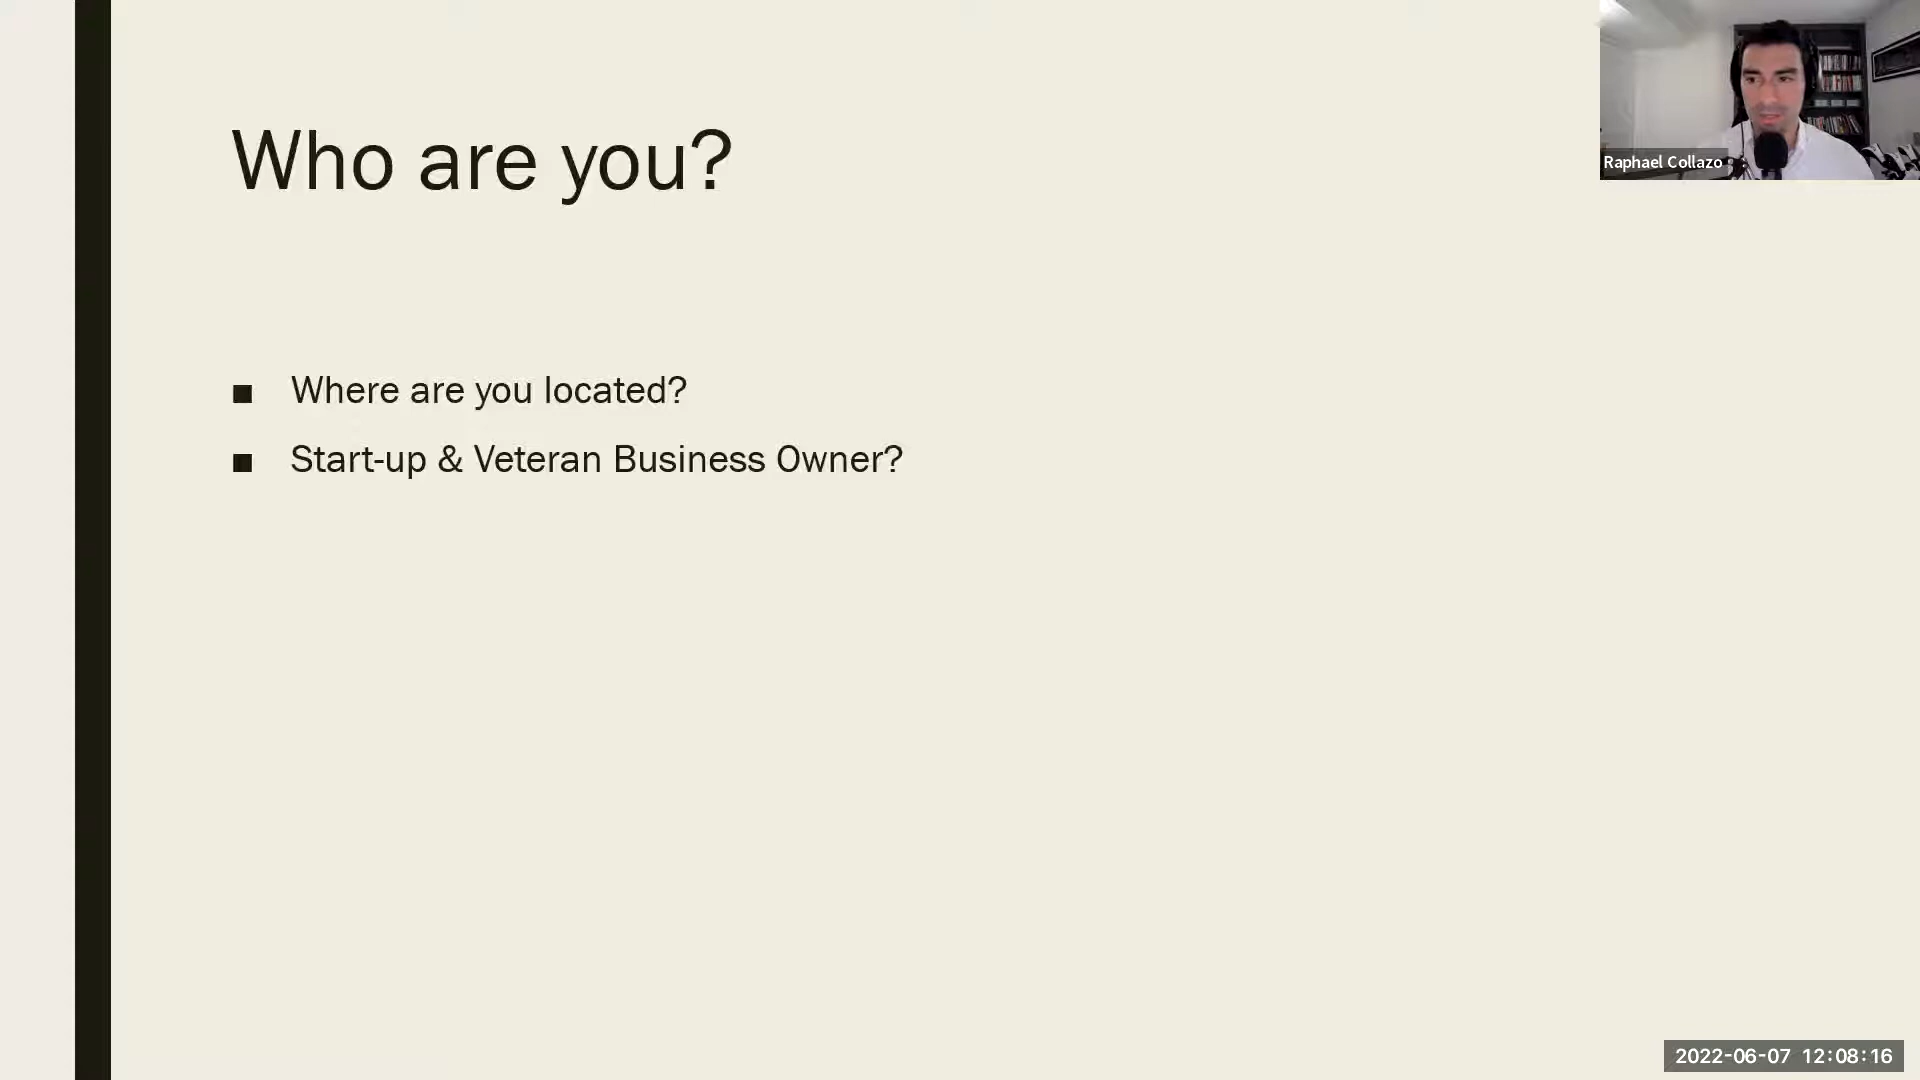 Who are you?
Raphael Collazo
■ Where are you located?
■ Start-up & Veteran Business Owner?
2022-06-07 12:08:16